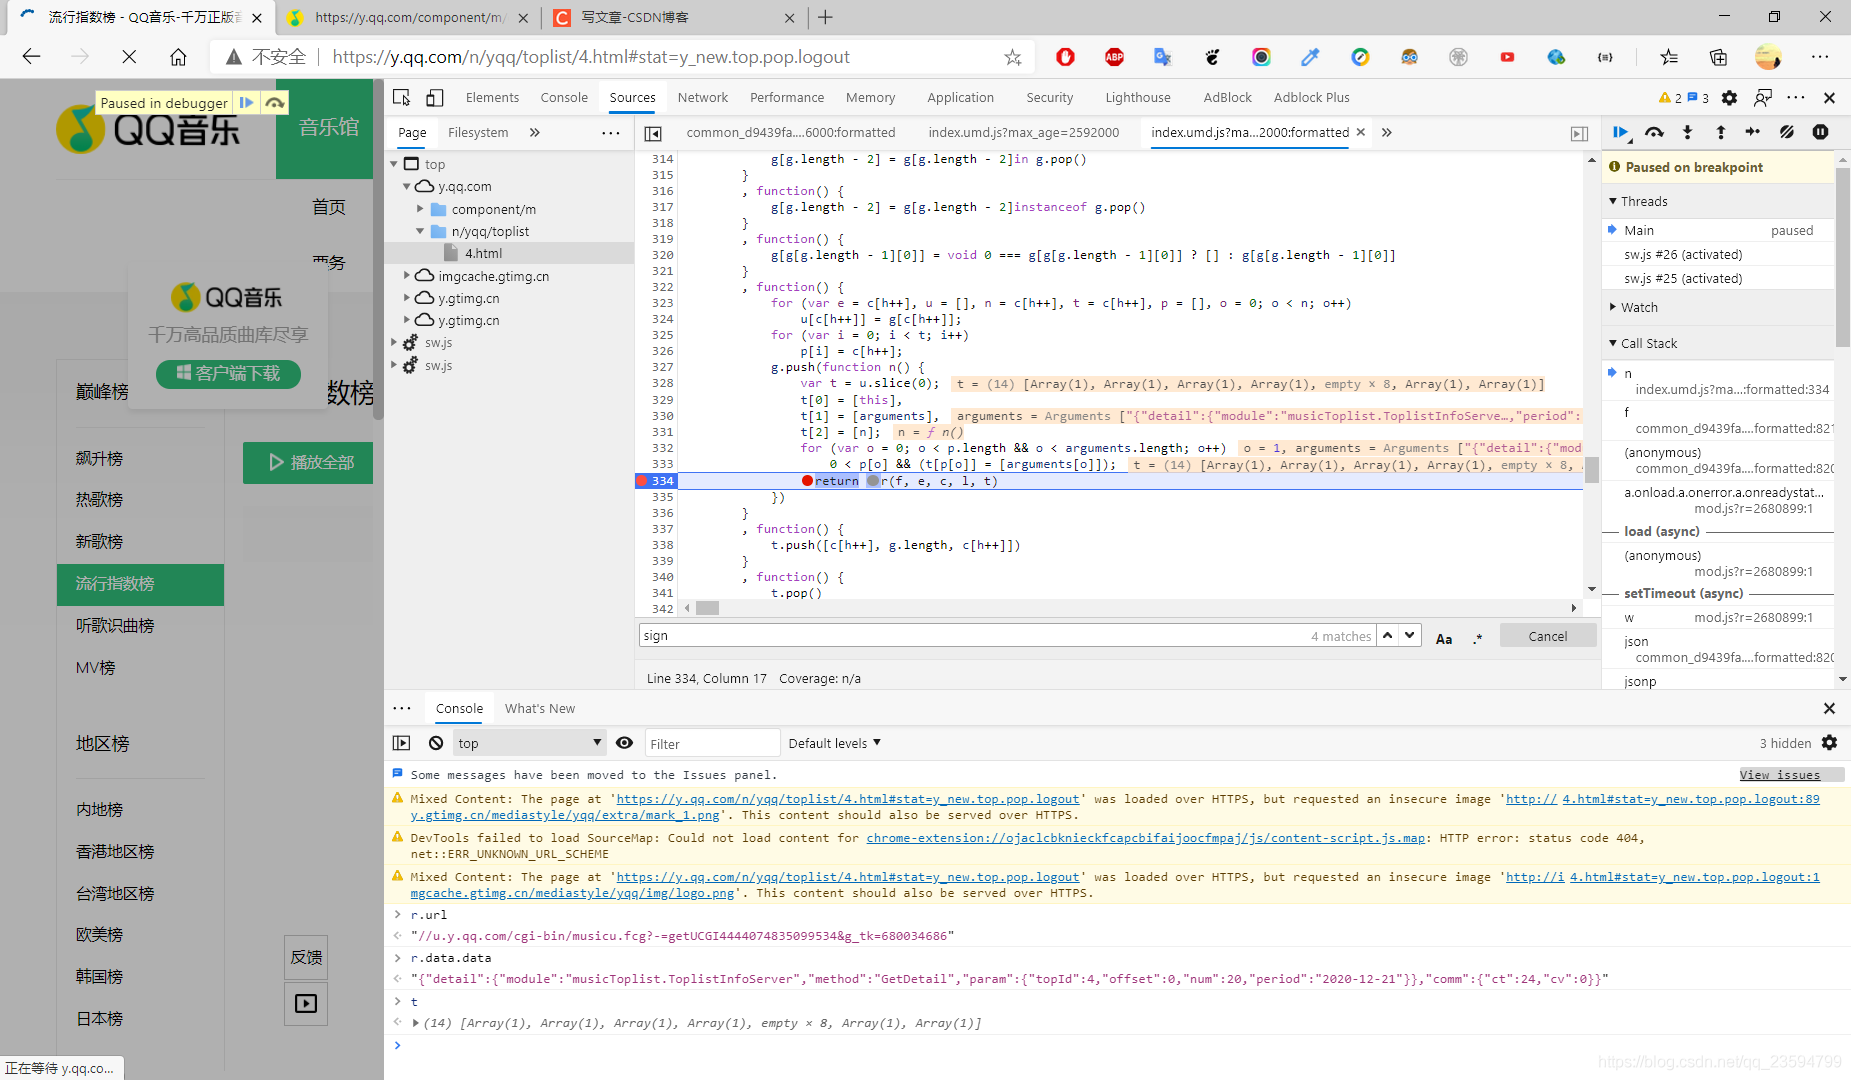 流行指数榜 - QQ音乐-千万正版音
https://y.qq.com/component/m/
写文章-CSDN博客
不安全
https://y.qq.com/n/yqq/toplist/4.html#stat=y_new.top.pop.logout
Paused in debugger
QQ音乐
音乐馆
首页
票务
QQ音乐
千万高品质曲库尽享
客户端下载
巅峰榜
数榜
飙升榜
播放全部
热歌榜
新歌榜
流行指数榜
听歌识曲榜
MV榜
地区榜
内地榜
香港地区榜
台湾地区榜
欧美榜
韩国榜
日本榜
反馈
正在等待 y.qq.co...
Elements Console Sources Network Performance Memory Application Security Lighthouse AdBlock Adblock Plus
2 3
Page Filesystem
top
y.qq.com
component/m
n/yqq/toplist
4.html
imgcache.gtimg.cn
y.gtimg.cn
y.gtimg.cn
sw.js
sw.js
common_d9439fa....6000:formatted index.umd.js?max_age=2592000 index.umd.js?ma...2000:formatted
314 g[g.length - 2] = g[g.length - 2]in g.pop()
315 }
316 , function() {
317 g[g.length - 2] = g[g.length - 2]instanceof g.pop()
318 }
319 , function() {
320 g[g[g.length - 1][0]] = void 0 === g[g[g.length - 1][0]] ? [] : g[g[g.length - 1][0]]
321 }
322 , function() {
323 for (var e = c[h++], u = [], n = c[h++], t = c[h++], p = [], o = 0; o < n; o++)
324 u[c[h++]] = g[c[h++]];
325 for (var i = 0; i < t; i++)
326 p[i] = c[h++];
327 g.push(function n() {
328 var t = u.slice(0); t = (14) [Array(1), Array(1), Array(1), Array(1), empty × 8, Array(1), Array(1)]
329 t[0] = [this],
330 t[1] = [arguments], arguments = Arguments ["{"detail":{"module":"musicToplist.ToplistInfoServe…,"period":
331 t[2] = [n]; n = ƒ n()
332 for (var o = 0; o < p.length && o < arguments.length; o++) o = 1, arguments = Arguments ["{"detail":{"mod
333 0 < p[o] && (t[p[o]] = [arguments[o]]); t = (14) [Array(1), Array(1), Array(1), Array(1), empty × 8,
334 return r(f, e, c, l, t)
335 })
336 }
337 , function() {
338 t.push([c[h++], g.length, c[h++]])
339 }
340 , function() {
341 t.pop()
342
sign 4 matches Aa .* Cancel
Line 334, Column 17 Coverage: n/a
Paused on breakpoint
Threads
Main paused
sw.js #26 (activated)
sw.js #25 (activated)
Watch
Call Stack
n
index.umd.js?ma...:formatted:334
f
common_d9439fa....formatted:821
(anonymous)
common_d9439fa....formatted:820
a.onload.a.onerror.a.onreadystat...
mod.js?r=2680899:1
load (async)
(anonymous)
mod.js?r=2680899:1
setTimeout (async)
w mod.js?r=2680899:1
json
common_d9439fa....formatted:820
jsonp
Console What's New
top Filter Default levels 3 hidden
Some messages have been moved to the Issues panel. View issues
Mixed Content: The page at 'https://y.qq.com/n/yqq/toplist/4.html#stat=y_new.top.pop.logout' was loaded over HTTPS, but requested an insecure image 'http:// 4.html#stat=y_new.top.pop.logout:89
y.gtimg.cn/mediastyle/yqq/extra/mark_1.png'. This content should also be served over HTTPS.
DevTools failed to load SourceMap: Could not load content for chrome-extension://ojaclcbknieckfcapcbifaijoocfmpaj/js/content-script.js.map: HTTP error: status code 404,
net::ERR_UNKNOWN_URL_SCHEME
Mixed Content: The page at 'https://y.qq.com/n/yqq/toplist/4.html#stat=y_new.top.pop.logout' was loaded over HTTPS, but requested an insecure image 'http://i 4.html#stat=y_new.top.pop.logout:1
mgcache.gtimg.cn/mediastyle/yqq/img/logo.png'. This content should also be served over HTTPS.
r.url
"//u.y.qq.com/cgi-bin/musicu.fcg?-=getUCGI4444074835099534&g_tk=680034686"
r.data.data
"{"detail":{"module":"musicToplist.ToplistInfoServer","method":"GetDetail","param":{"topId":4,"offset":0,"num":20,"period":"2020-12-21"}},"comm":{"ct":24,"cv":0}}"
t
(14) [Array(1), Array(1), Array(1), Array(1), empty × 8, Array(1), Array(1)]
https://blog.csdn.net/qq_23594799